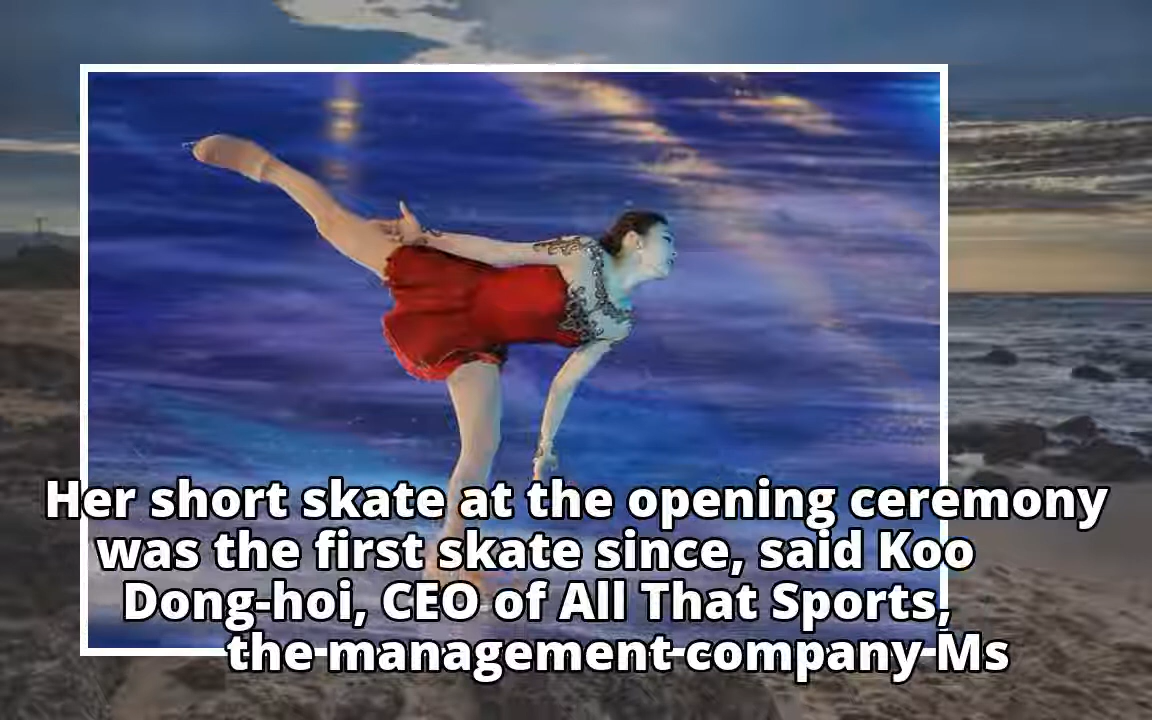 Her short skate at the opening ceremony
was the first skate since, said Koo
Dong-hoi, CEO of All That Sports,
the management company Ms